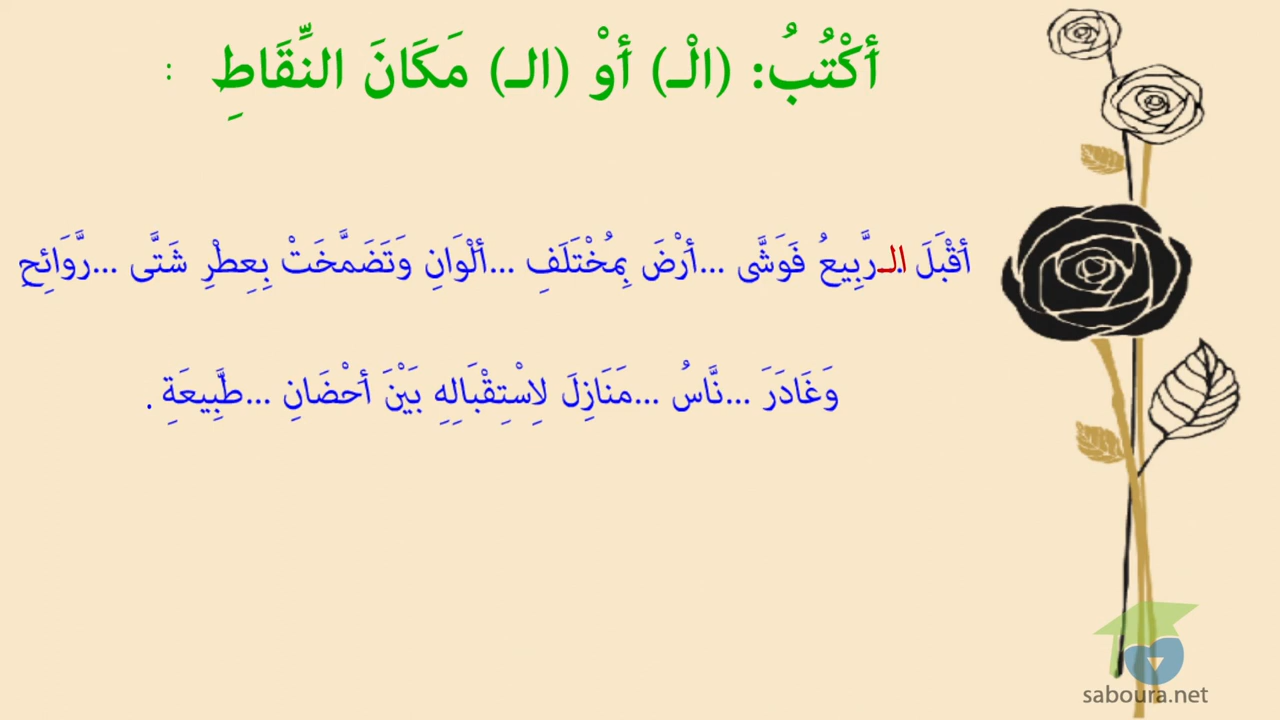 أَكْتُبُ: (الْـ) أَوْ (الـ) مَكَانَ النِّقَاطِ :
أَقْبَلَ الـرَّبِيعُ فَوَشَّى ...أَرْضَ بِمُخْتَلَفِ ...أَلْوَانِ وَتَضَمَّخَتْ بِعِطْرِ شَتَّى ...رَّوَائِحِ
وَغَادَرَ ...نَّاسُ ...مَنَازِلَ لِاسْتِقْبَالِهِ بَيْنَ أَحْضَانِ ...طَّبِيعَةِ .
saboura.net